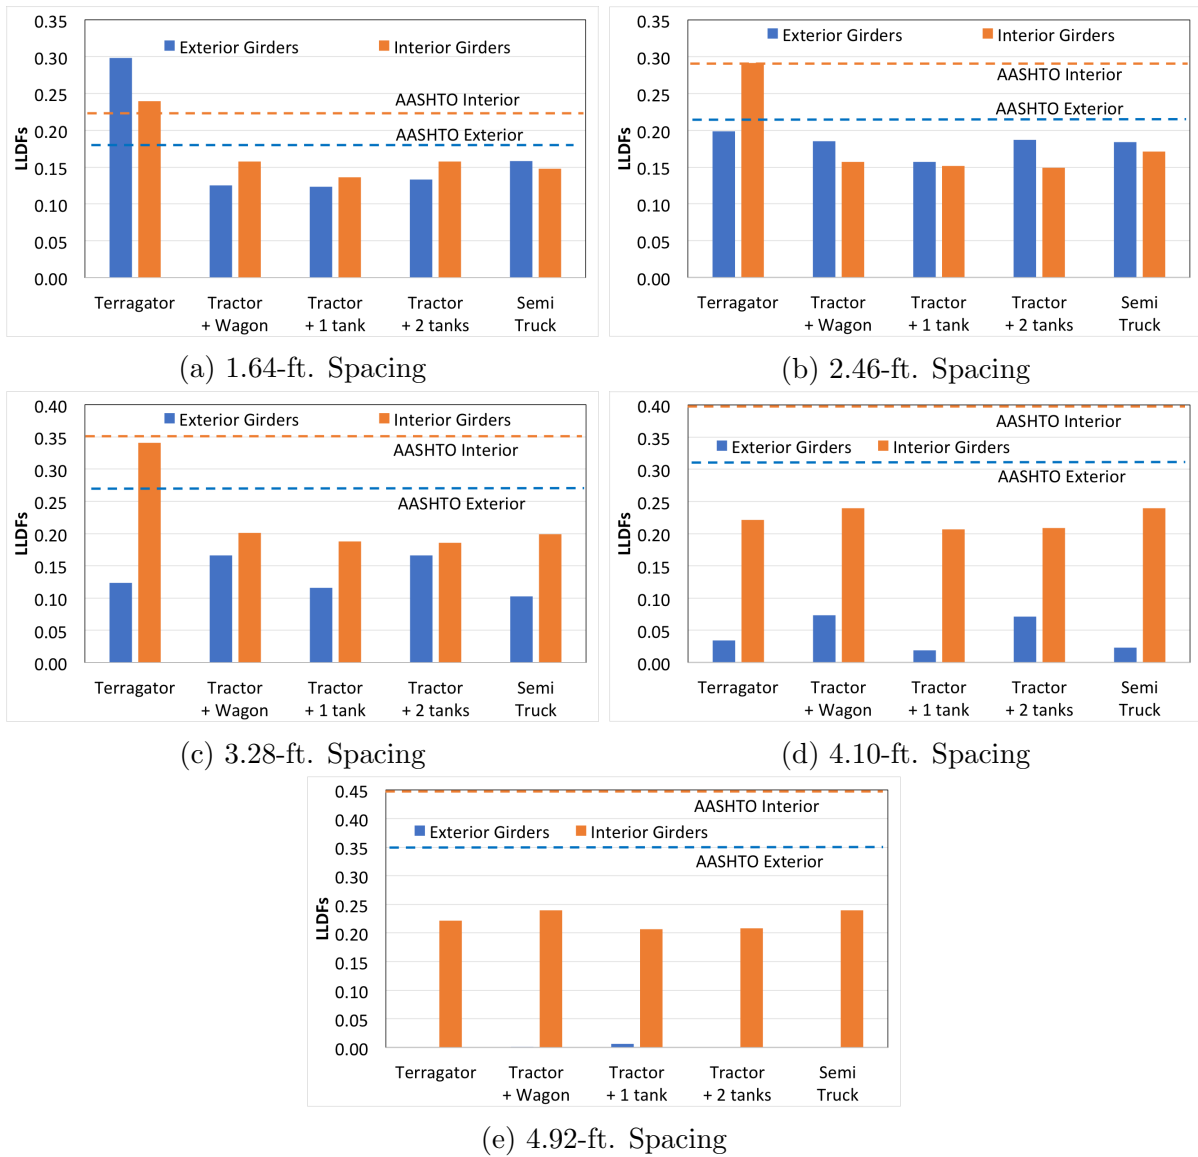 0.35
0.30
0.25
0.20
0.15
0.10
0.05
0.00
LLDFs
Exterior Girders
Interior Girders
AASHTO Interior
AASHTO Exterior
Terragator
Tractor + Wagon
Tractor + 1 tank
Tractor + 2 tanks
Semi Truck
(a) 1.64-ft. Spacing
0.35
0.30
0.25
0.20
0.15
0.10
0.05
0.00
LLDFs
Exterior Girders
Interior Girders
AASHTO Interior
AASHTO Exterior
Terragator
Tractor + Wagon
Tractor + 1 tank
Tractor + 2 tanks
Semi Truck
(b) 2.46-ft. Spacing
0.40
0.35
0.30
0.25
0.20
0.15
0.10
0.05
0.00
LLDFs
Exterior Girders
Interior Girders
AASHTO Interior
AASHTO Exterior
Terragator
Tractor + Wagon
Tractor + 1 tank
Tractor + 2 tanks
Semi Truck
(c) 3.28-ft. Spacing
0.40
0.35
0.30
0.25
0.20
0.15
0.10
0.05
0.00
LLDFs
AASHTO Interior
Exterior Girders
Interior Girders
AASHTO Exterior
Terragator
Tractor + Wagon
Tractor + 1 tank
Tractor + 2 tanks
Semi Truck
(d) 4.10-ft. Spacing
0.45
0.40
0.35
0.30
0.25
0.20
0.15
0.10
0.05
0.00
LLDFs
AASHTO Interior
Exterior Girders
Interior Girders
AASHTO Exterior
Terragator
Tractor + Wagon
Tractor + 1 tank
Tractor + 2 tanks
Semi Truck
(e) 4.92-ft. Spacing